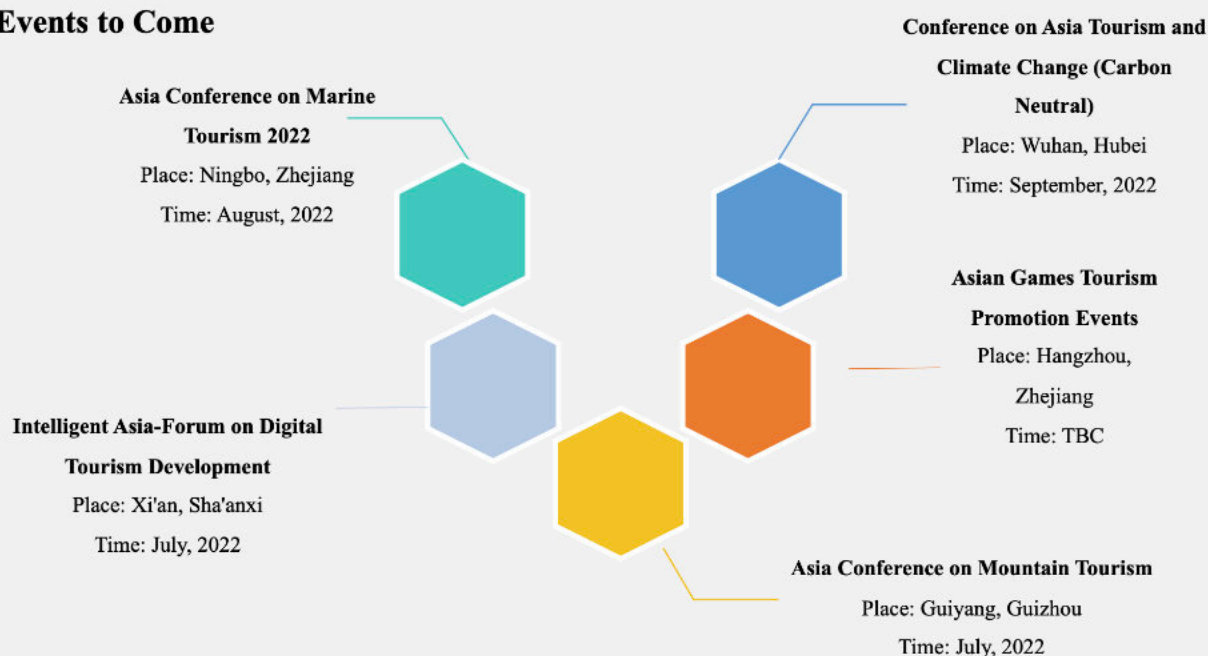 Events to Come
Asia Conference on Marine
Tourism 2022
Place: Ningbo, Zhejiang
Time: August, 2022
Intelligent Asia-Forum on Digital
Tourism Development
Place: Xi'an, Sha'anxi
Time: July, 2022
Conference on Asia Tourism and
Climate Change (Carbon
Neutral)
Place: Wuhan, Hubei
Time: September, 2022
Asian Games Tourism
Promotion Events
Place: Hangzhou,
Zhejiang
Time: TBC
Asia Conference on Mountain Tourism
Place: Guiyang, Guizhou
Time: July, 2022